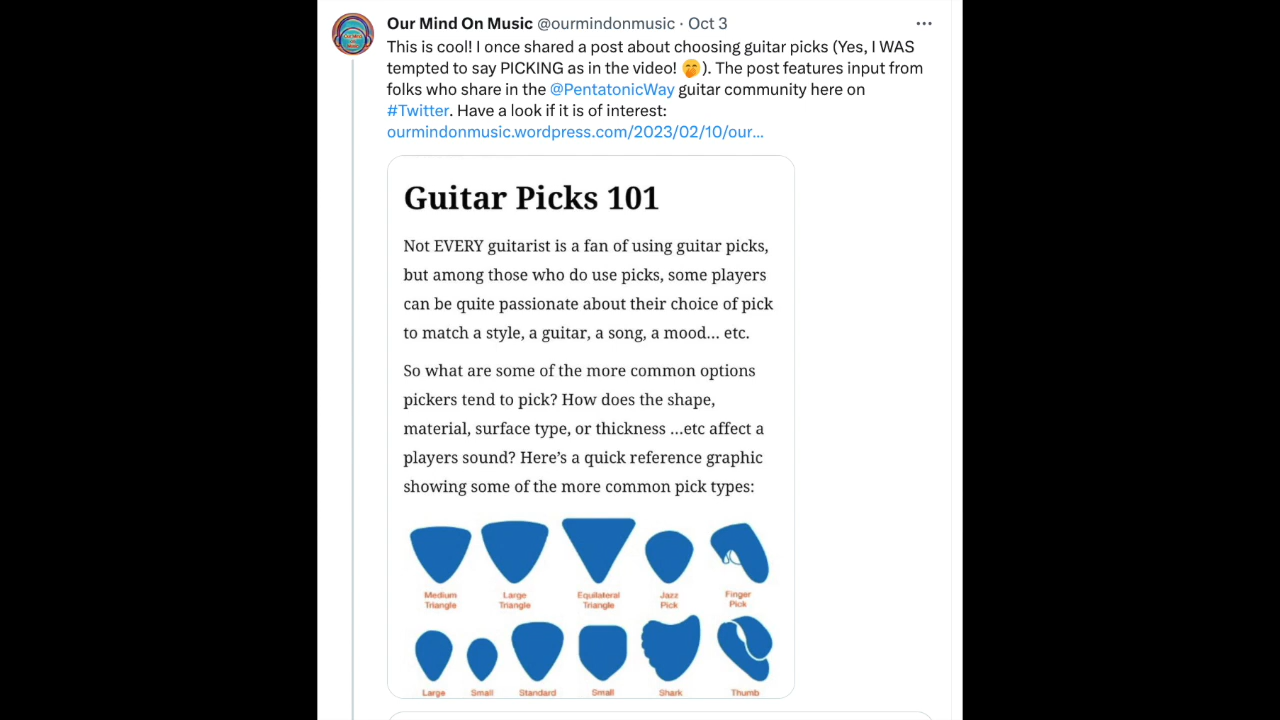 Our Mind On Music @ourmindonmusic · Oct 3
This is cool! I once shared a post about choosing guitar picks (Yes, I WAS
tempted to say PICKING as in the video! 🤭). The post features input from
folks who share in the @PentatonicWay guitar community here on
#Twitter. Have a look if it is of interest:
ourmindonmusic.wordpress.com/2023/02/10/our...
Guitar Picks 101
Not EVERY guitarist is a fan of using guitar picks,
but among those who do use picks, some players
can be quite passionate about their choice of pick
to match a style, a guitar, a song, a mood... etc.
So what are some of the more common options
pickers tend to pick? How does the shape,
material, surface type, or thickness ...etc affect a
players sound? Here's a quick reference graphic
showing some of the more common pick types:
Medium Triangle
Large Triangle
Equilateral Triangle
Jazz Pick
Finger Pick
Large
Small
Standard
Small
Shark
Thumb